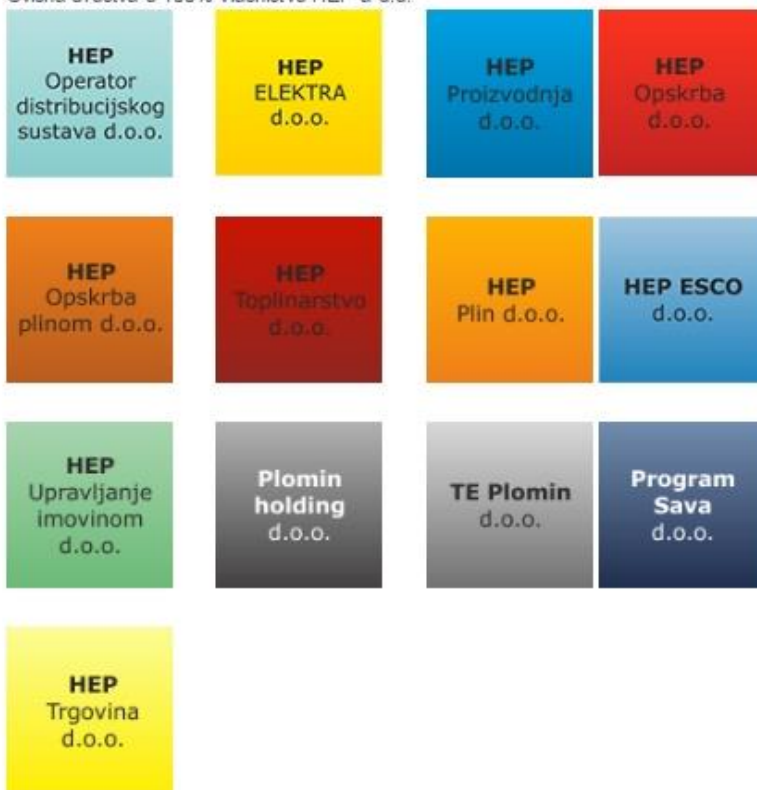 HEP
Operator
distribucijskog
sustava d.o.o.
HEP
ELEKTRA
d.o.o.
HEP
Proizvodnja
d.o.o.
HEP
Opskrba
d.o.o.
HEP
Opskrba
plinom d.o.o.
HEP
Toplinarstvo
d.o.o.
HEP
Plin d.o.o.
HEP ESCO
d.o.o.
HEP
Upravljanje
imovinom
d.o.o.
Plomin
holding
d.o.o.
TE Plomin
d.o.o.
Program
Sava
d.o.o.
HEP
Trgovina
d.o.o.